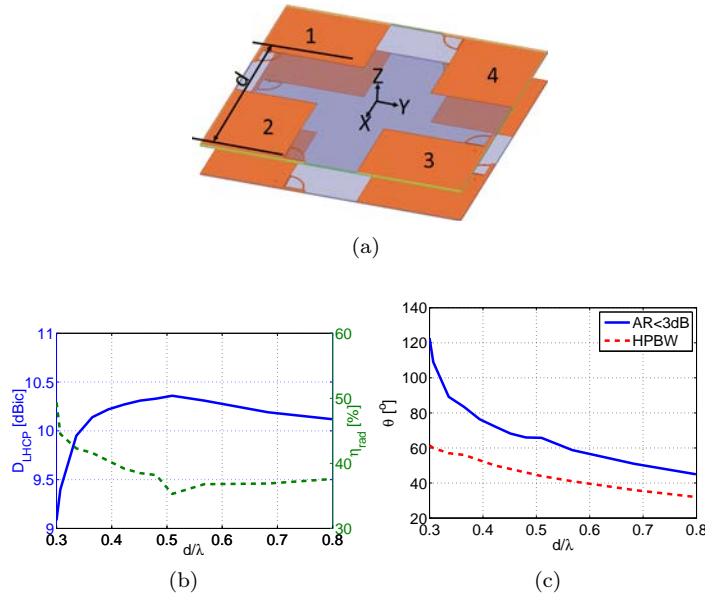 1
4
d
Z
Y
X
2
3
(a)
11
10.5
10
9.5
9
D_LHCP [dBic]
60
50
40
30
η_rad [%]
0.3 0.4 0.5 0.6 0.7 0.8
d/λ
(b)
140
120
100
80
60
40
20
θ [°]
AR<3dB
HPBW
0.3 0.4 0.5 0.6 0.7 0.8
d/λ
(c)